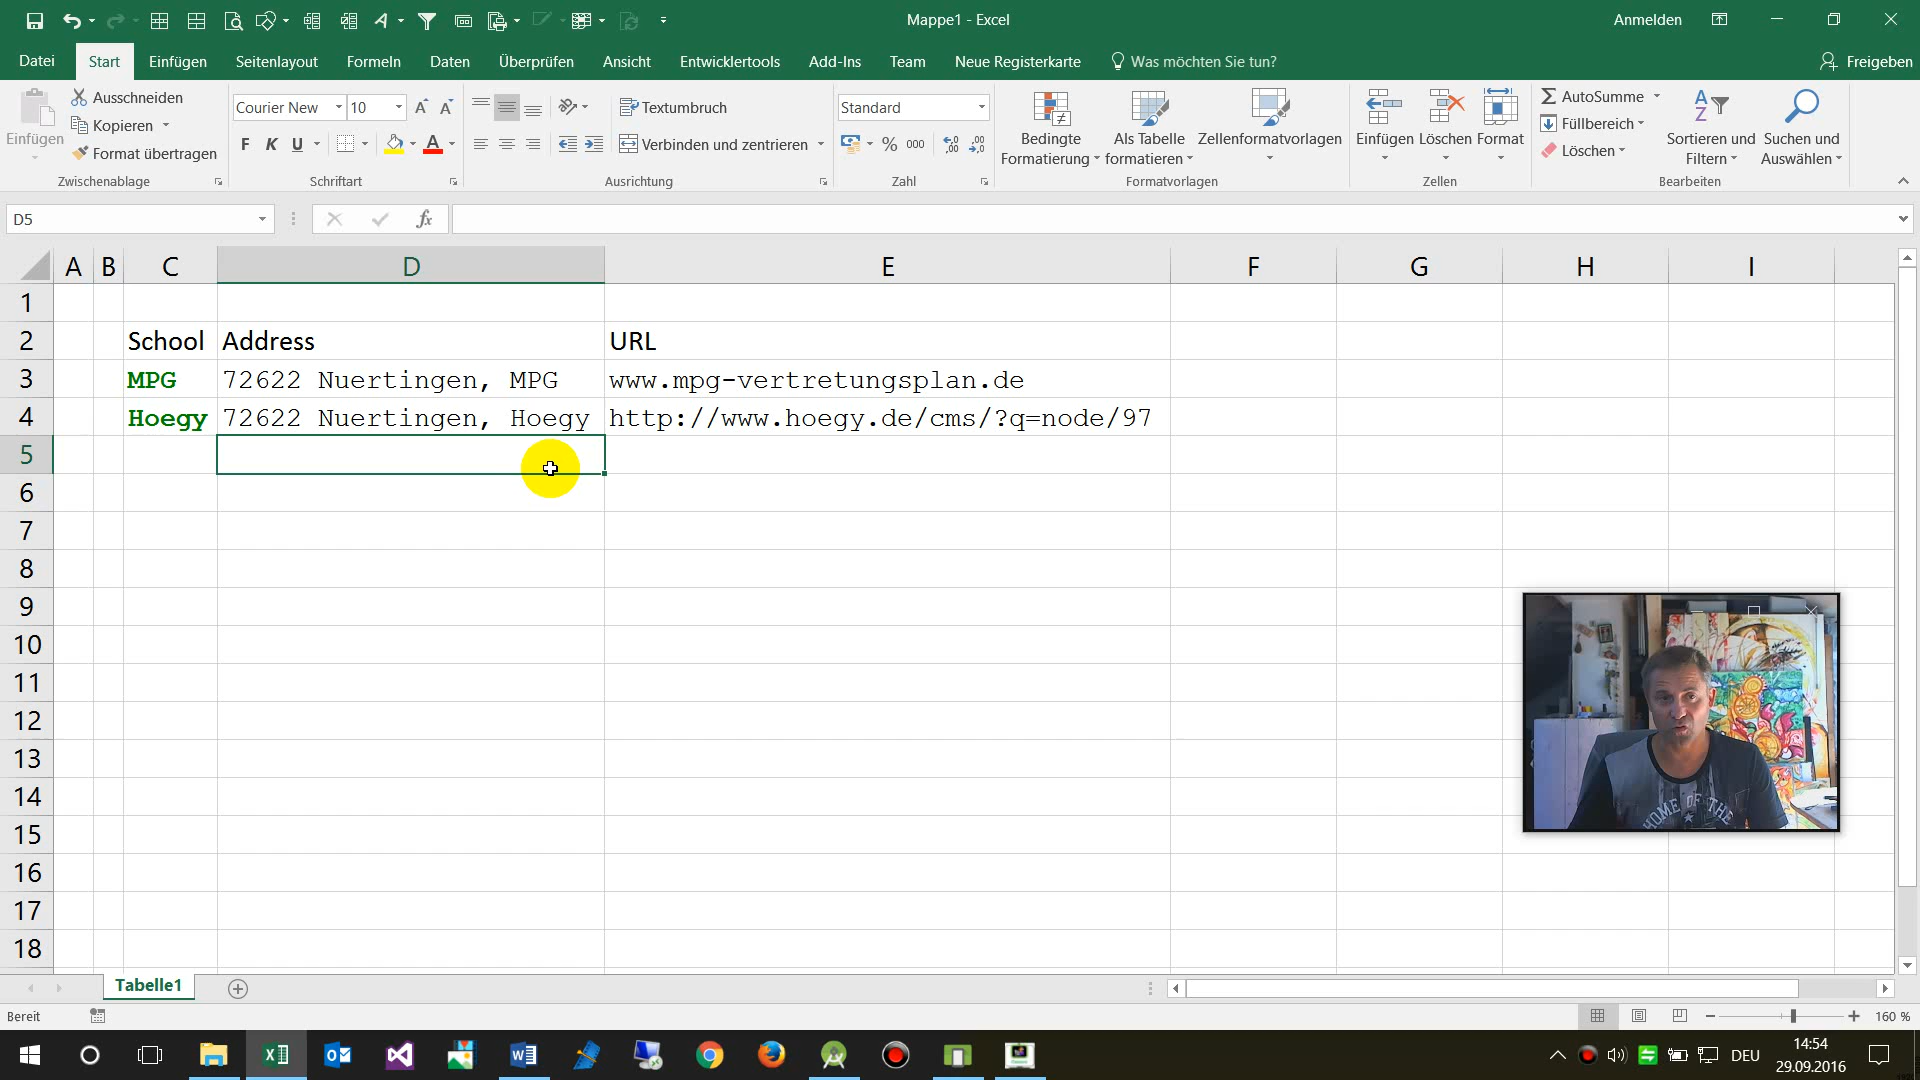 Mappe1 - Excel
Anmelden
Datei Start Einfügen Seitenlayout Formeln Daten Überprüfen Ansicht Entwicklertools Add-Ins Team Neue Registerkarte Was möchten Sie tun? Freigeben
Einfügen
Ausschneiden
Kopieren
Format übertragen
Zwischenablage
Courier New 10
F K U
Schriftart
Textumbruch
Verbinden und zentrieren
Ausrichtung
Standard
% 000
Zahl
Bedingte Formatierung
Als Tabelle formatieren
Zellenformatvorlagen
Formatvorlagen
Einfügen Löschen Format
Zellen
AutoSumme
Füllbereich
Löschen
Sortieren und Filtern
Suchen und Auswählen
Bearbeiten
D5
fx
A B C D E F G H I
1
2 School Address URL
3 MPG 72622 Nuertingen, MPG www.mpg-vertretungsplan.de
4 Hoegy 72622 Nuertingen, Hoegy http://www.hoegy.de/cms/?q=node/97
5
6
7
8
9
10
11
12
13
14
15
16
17
18
HOME OF THE
Tabelle1
Bereit
160 %
DEU
14:54
29.09.2016